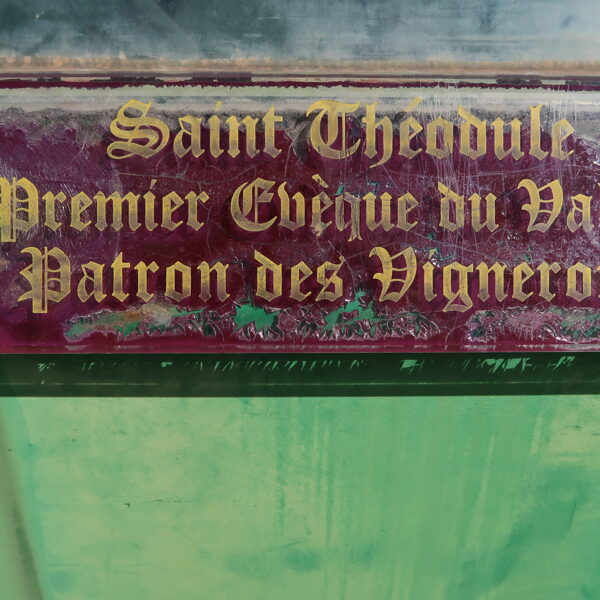 Saint Théodule
Premier Evèque du Va
Patron des Vignero